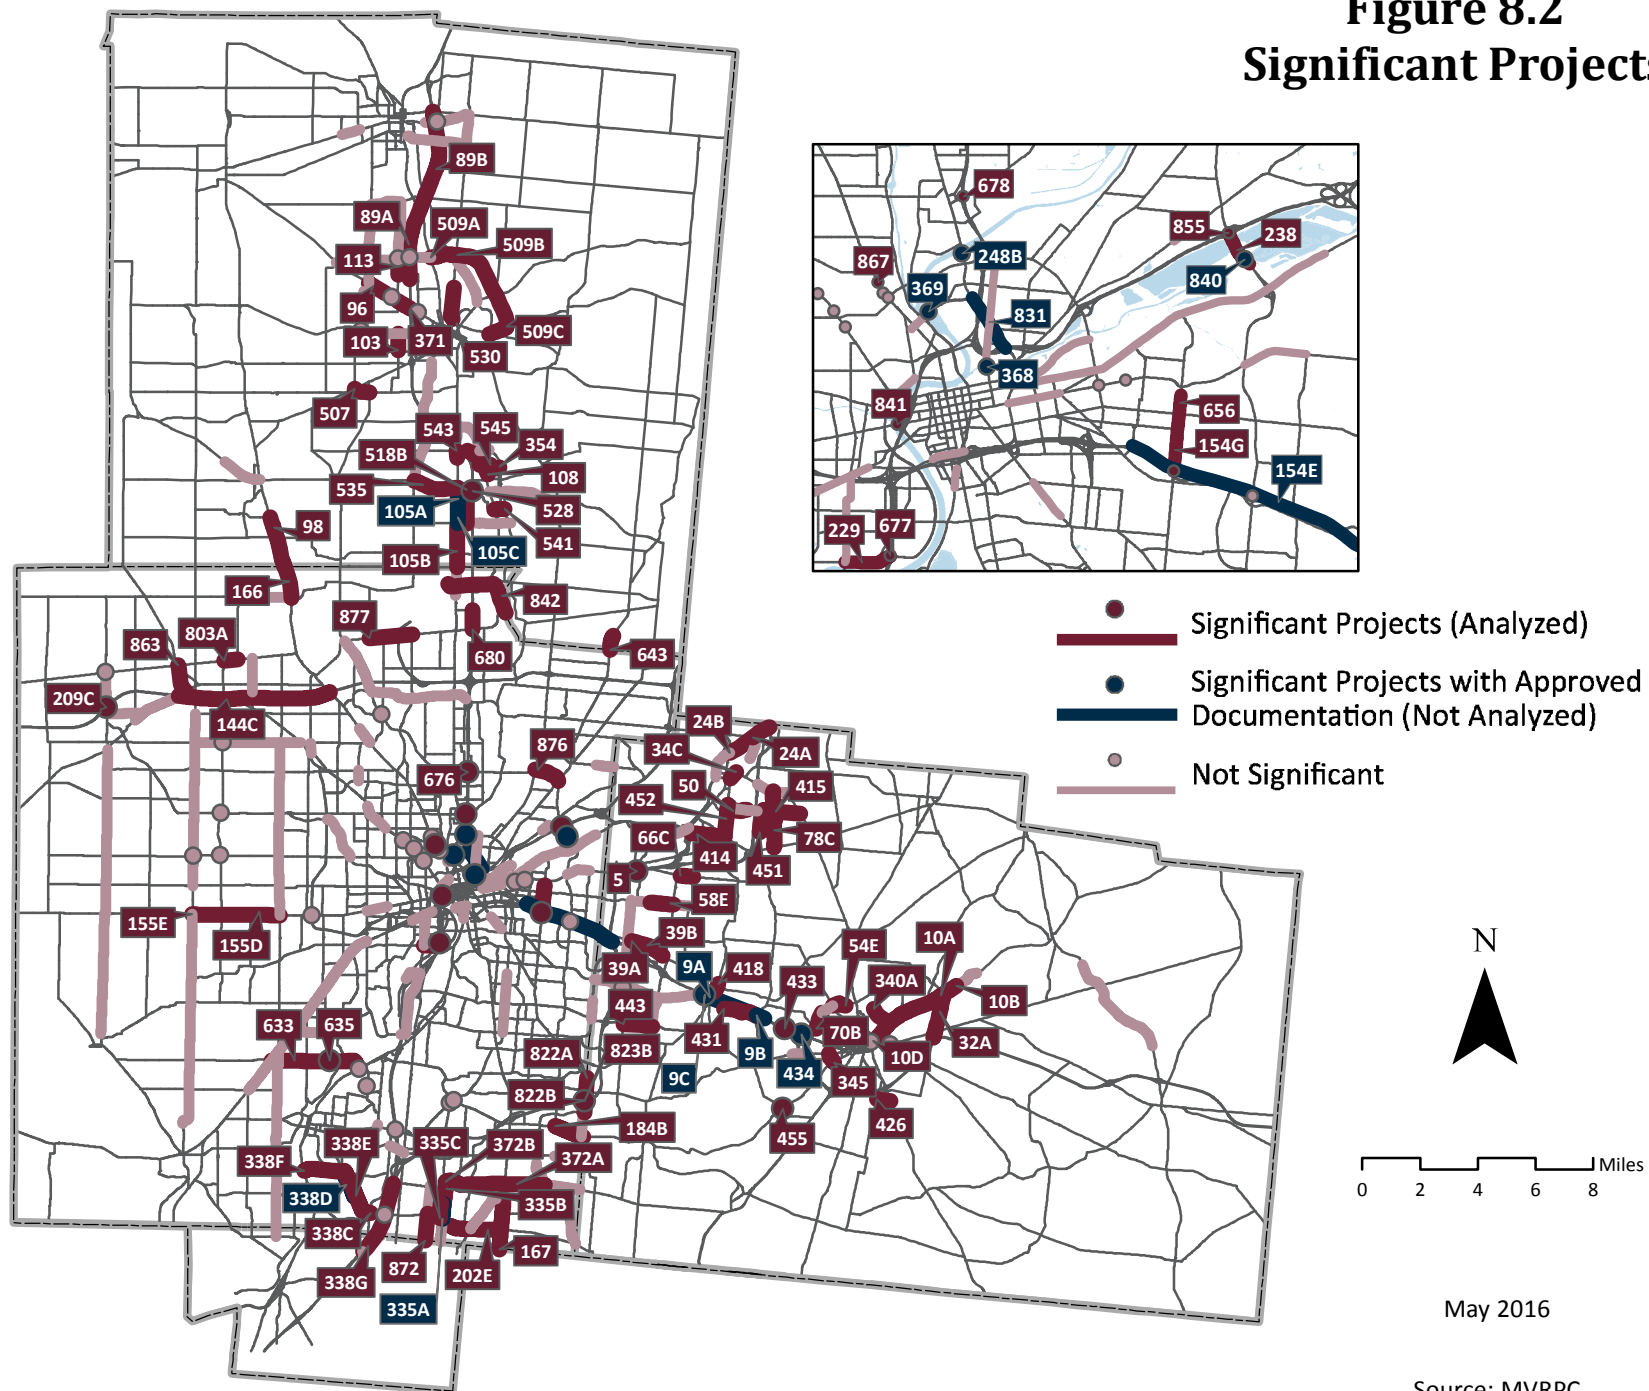 Figure 8.2
Significant Projects
89B
89A
509A
509B
113
96
371
103
530
509C
507
543
545
354
518B
108
535
105A
528
541
105C
105B
98
166
842
877
863
803A
680
643
209C
144C
676
876
24B
34C
24A
50
415
452
66C
78C
414
451
5
58E
155E
155D
39B
39A
9A
418
433
54E
10A
340A
10B
443
431
70B
32A
633
635
822A
823B
9B
10D
9C
434
345
822B
455
426
184B
338E
335C
372B
338F
372A
338D
335B
338C
167
338G
872
202E
335A
678
855
238
867
248B
840
369
831
368
841
656
154G
154E
229
677
Significant Projects (Analyzed)
Significant Projects with Approved
Documentation (Not Analyzed)
Not Significant
N
Miles
0 2 4 6 8
May 2016
Source: MVRPC